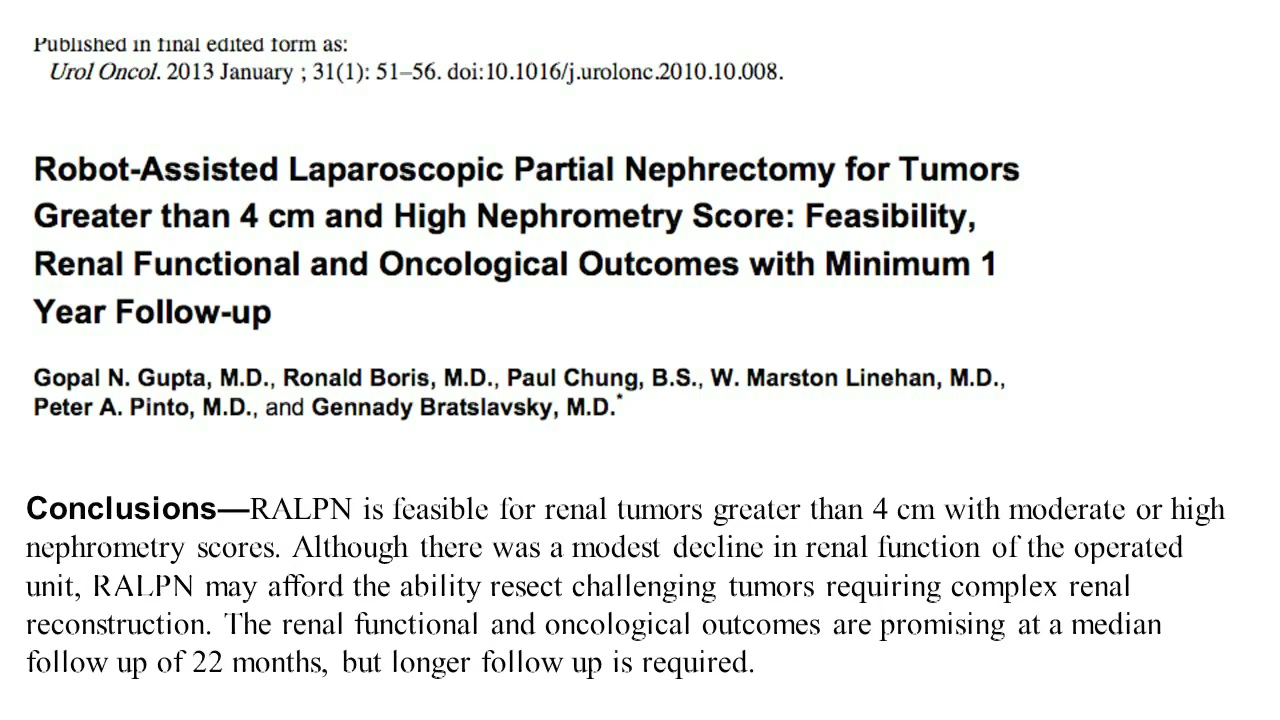 Published in final edited form as:
Urol Oncol. 2013 January ; 31(1): 51–56. doi:10.1016/j.urolonc.2010.10.008.
Robot-Assisted Laparoscopic Partial Nephrectomy for Tumors
Greater than 4 cm and High Nephrometry Score: Feasibility,
Renal Functional and Oncological Outcomes with Minimum 1
Year Follow-up
Gopal N. Gupta, M.D., Ronald Boris, M.D., Paul Chung, B.S., W. Marston Linehan, M.D.,
Peter A. Pinto, M.D., and Gennady Bratslavsky, M.D.*
Conclusions—RALPN is feasible for renal tumors greater than 4 cm with moderate or high
nephrometry scores. Although there was a modest decline in renal function of the operated
unit, RALPN may afford the ability resect challenging tumors requiring complex renal
reconstruction. The renal functional and oncological outcomes are promising at a median
follow up of 22 months, but longer follow up is required.